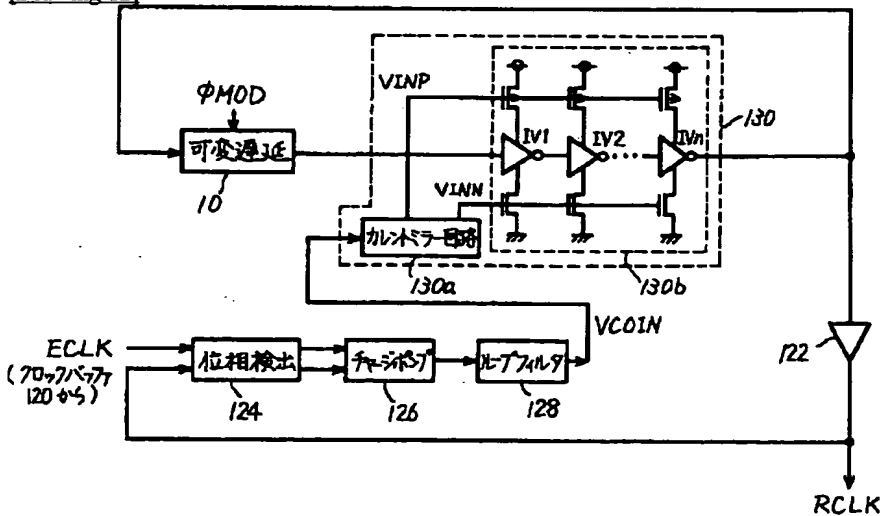 φMOD
可変遅延
10
VINP
VINN
IV1
IV2
IVn
130
カレントミラー回路
130a
130b
VCOIN
ECLK
(クロックバッファ
120から)
位相検出
124
チャージポンプ
126
ループフィルタ
128
122
RCLK